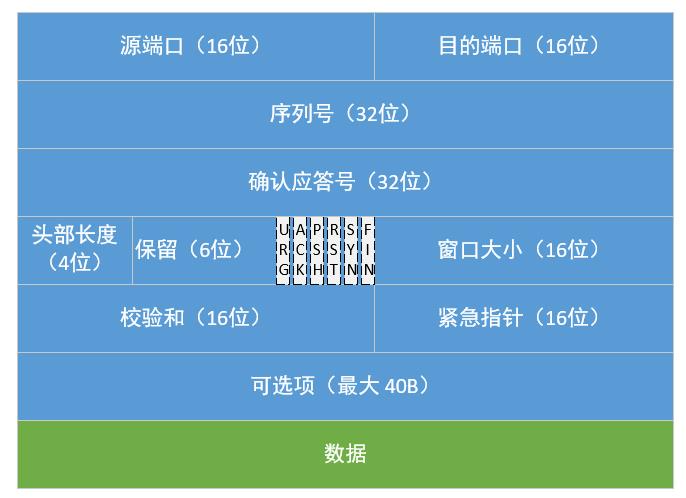 源端口（16位）
目的端口（16位）
序列号（32位）
确认应答号（32位）
头部长度
（4位）
保留（6位）
URG
ACK
PSH
RST
SYN
FIN
窗口大小（16位）
校验和（16位）
紧急指针（16位）
可选项（最大 40B）
数据